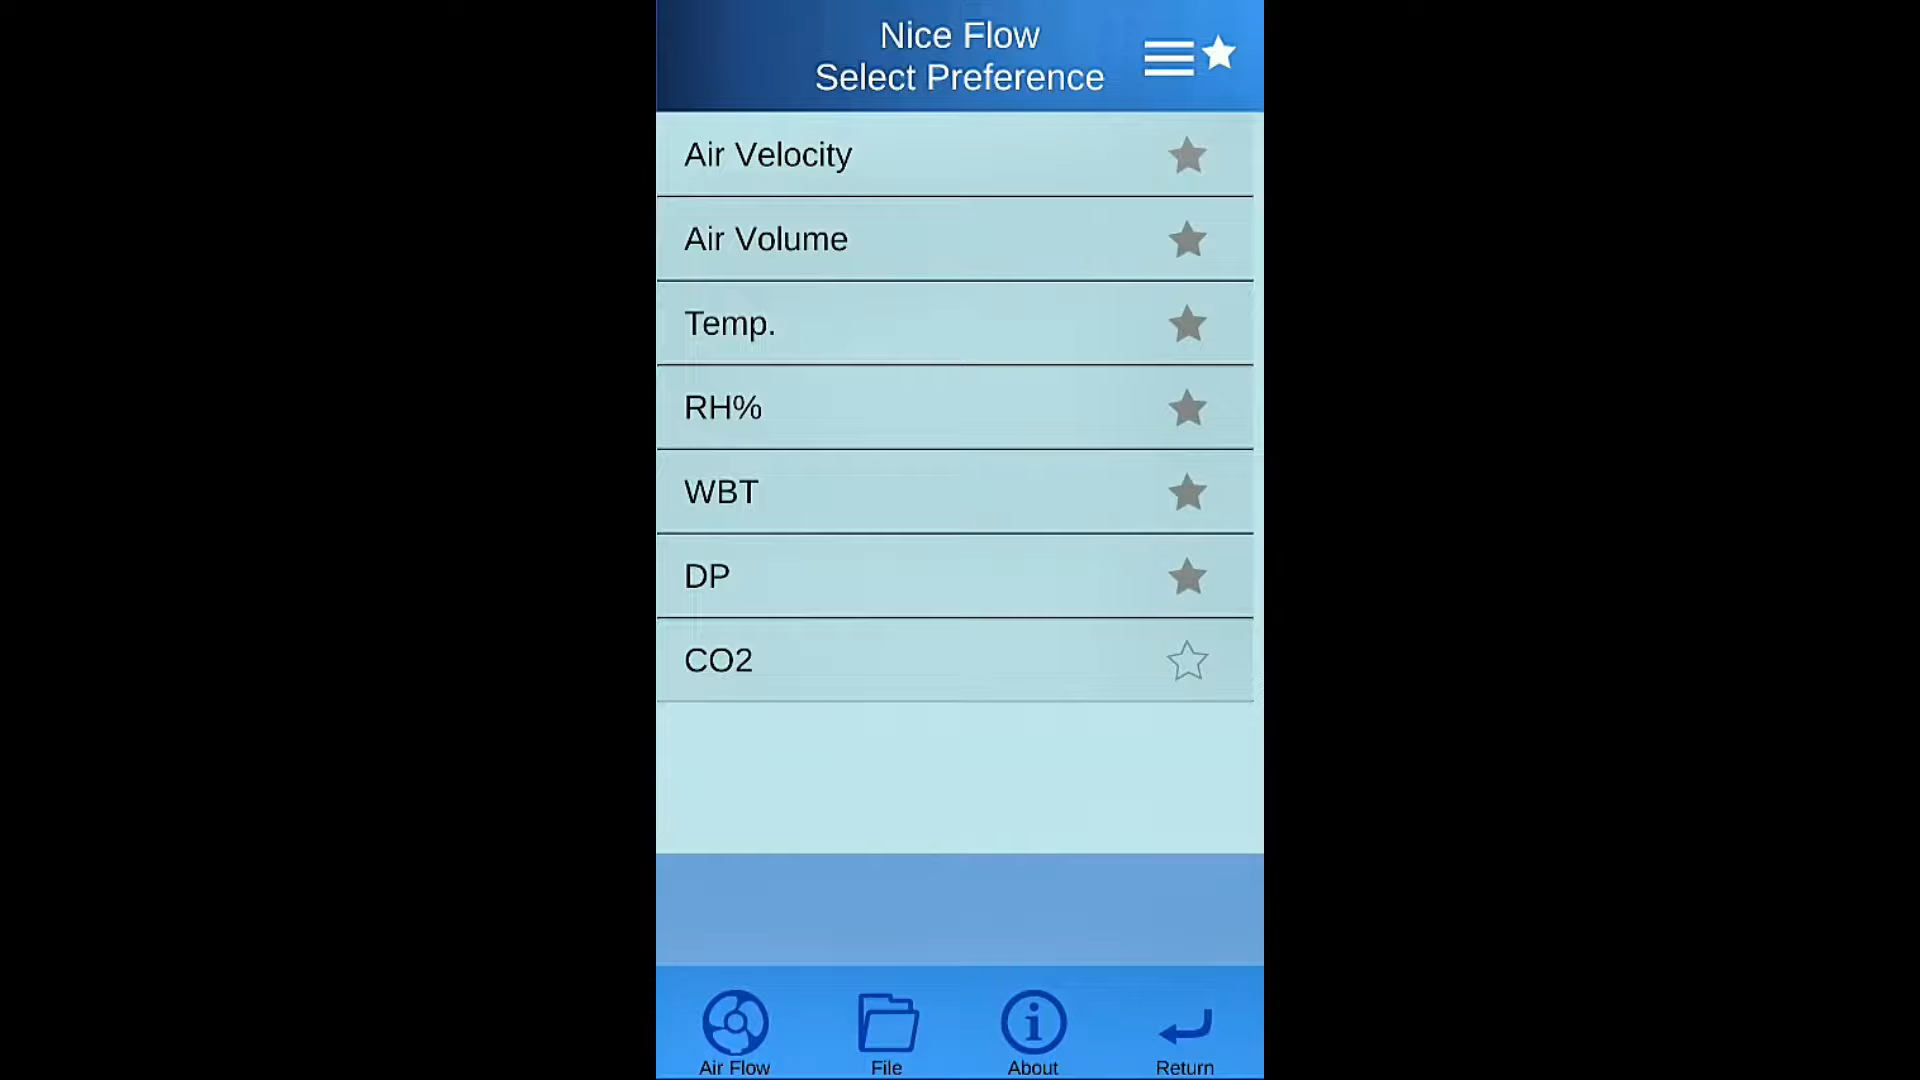 Nice Flow
Select Preference
Air Velocity
Air Volume
Temp.
RH%
WBT
DP
CO2
Air Flow
File
About
Return